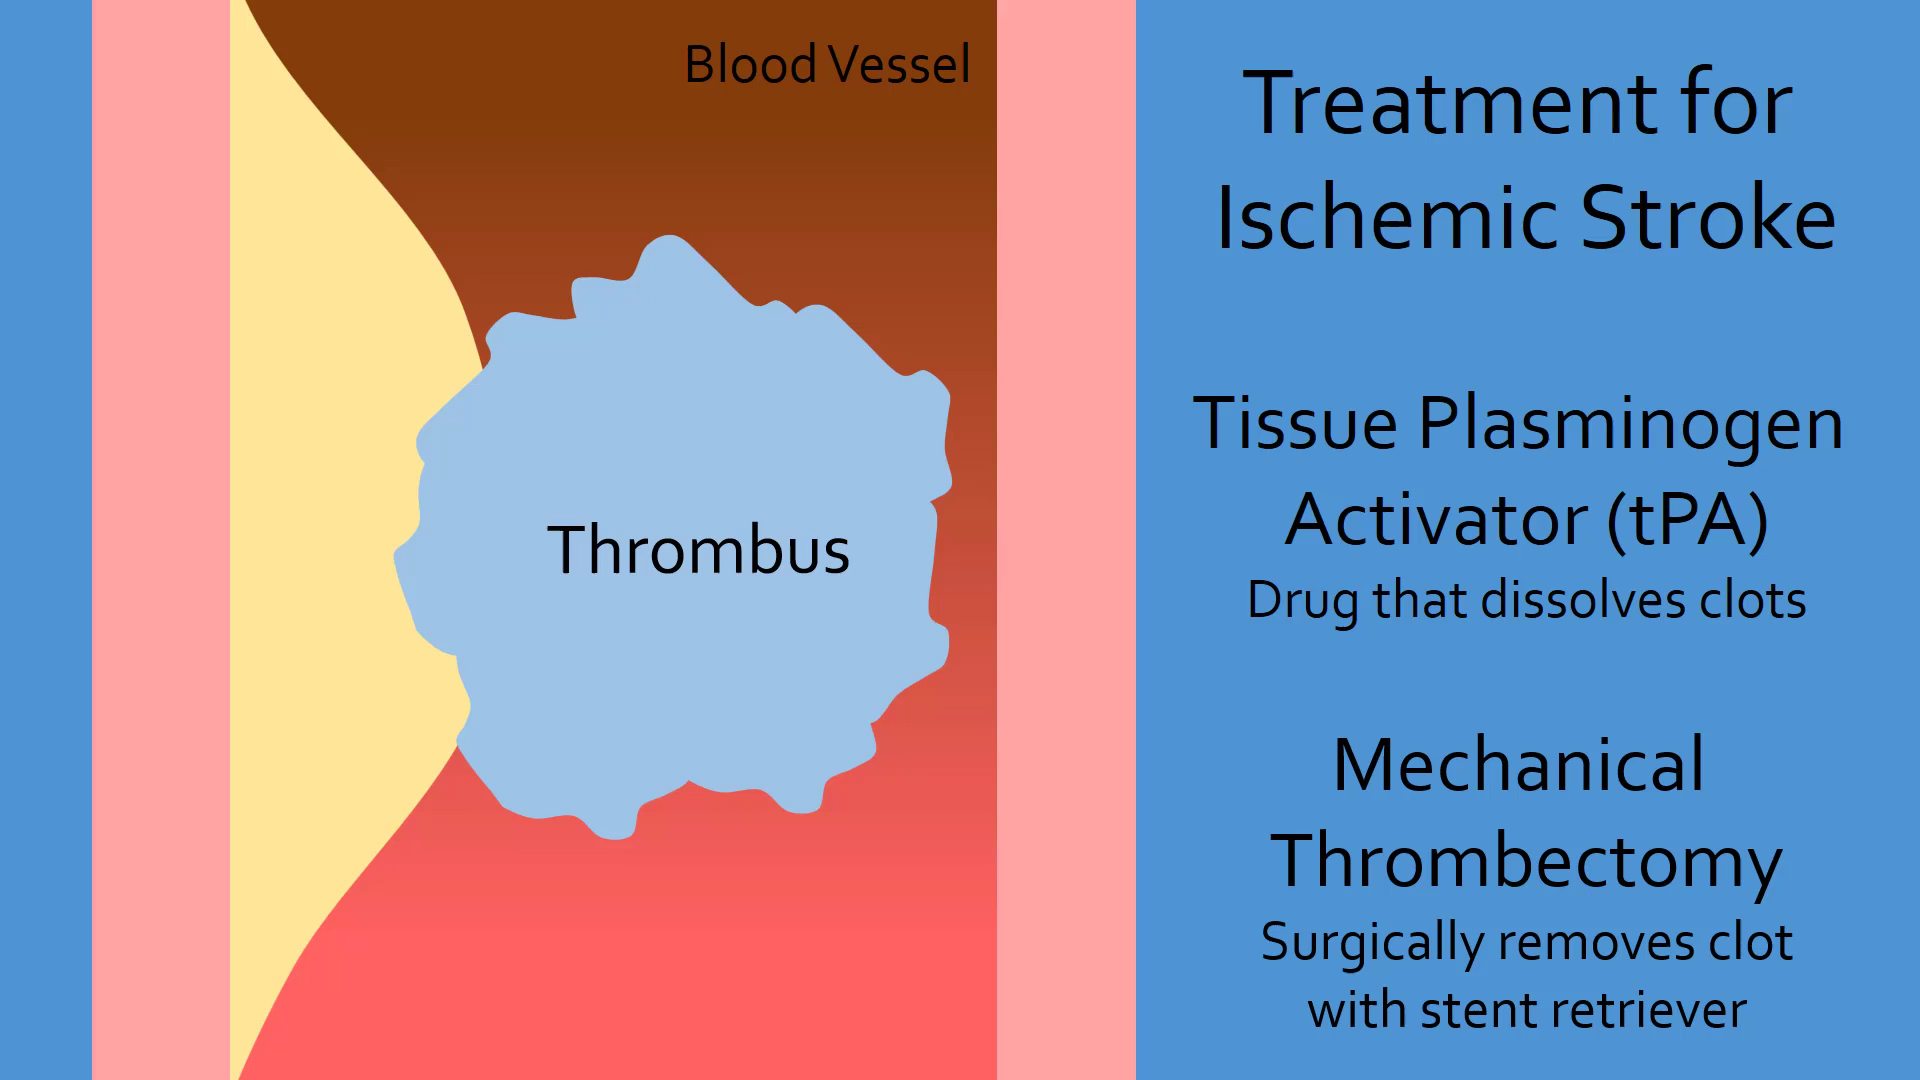 Blood Vessel
Thrombus
Treatment for
Ischemic Stroke
Tissue Plasminogen
Activator (tPA)
Drug that dissolves clots
Mechanical
Thrombectomy
Surgically removes clot
with stent retriever